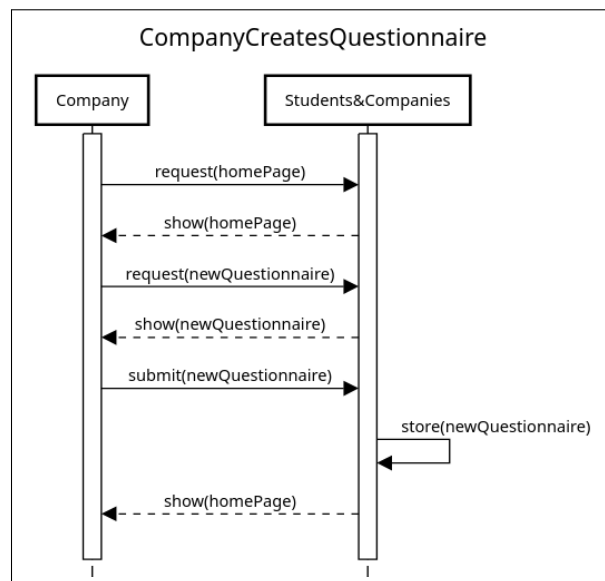 CompanyCreatesQuestionnaire
Company
Students&Companies
request(homePage)
show(homePage)
request(newQuestionnaire)
show(newQuestionnaire)
submit(newQuestionnaire)
store(newQuestionnaire)
show(homePage)